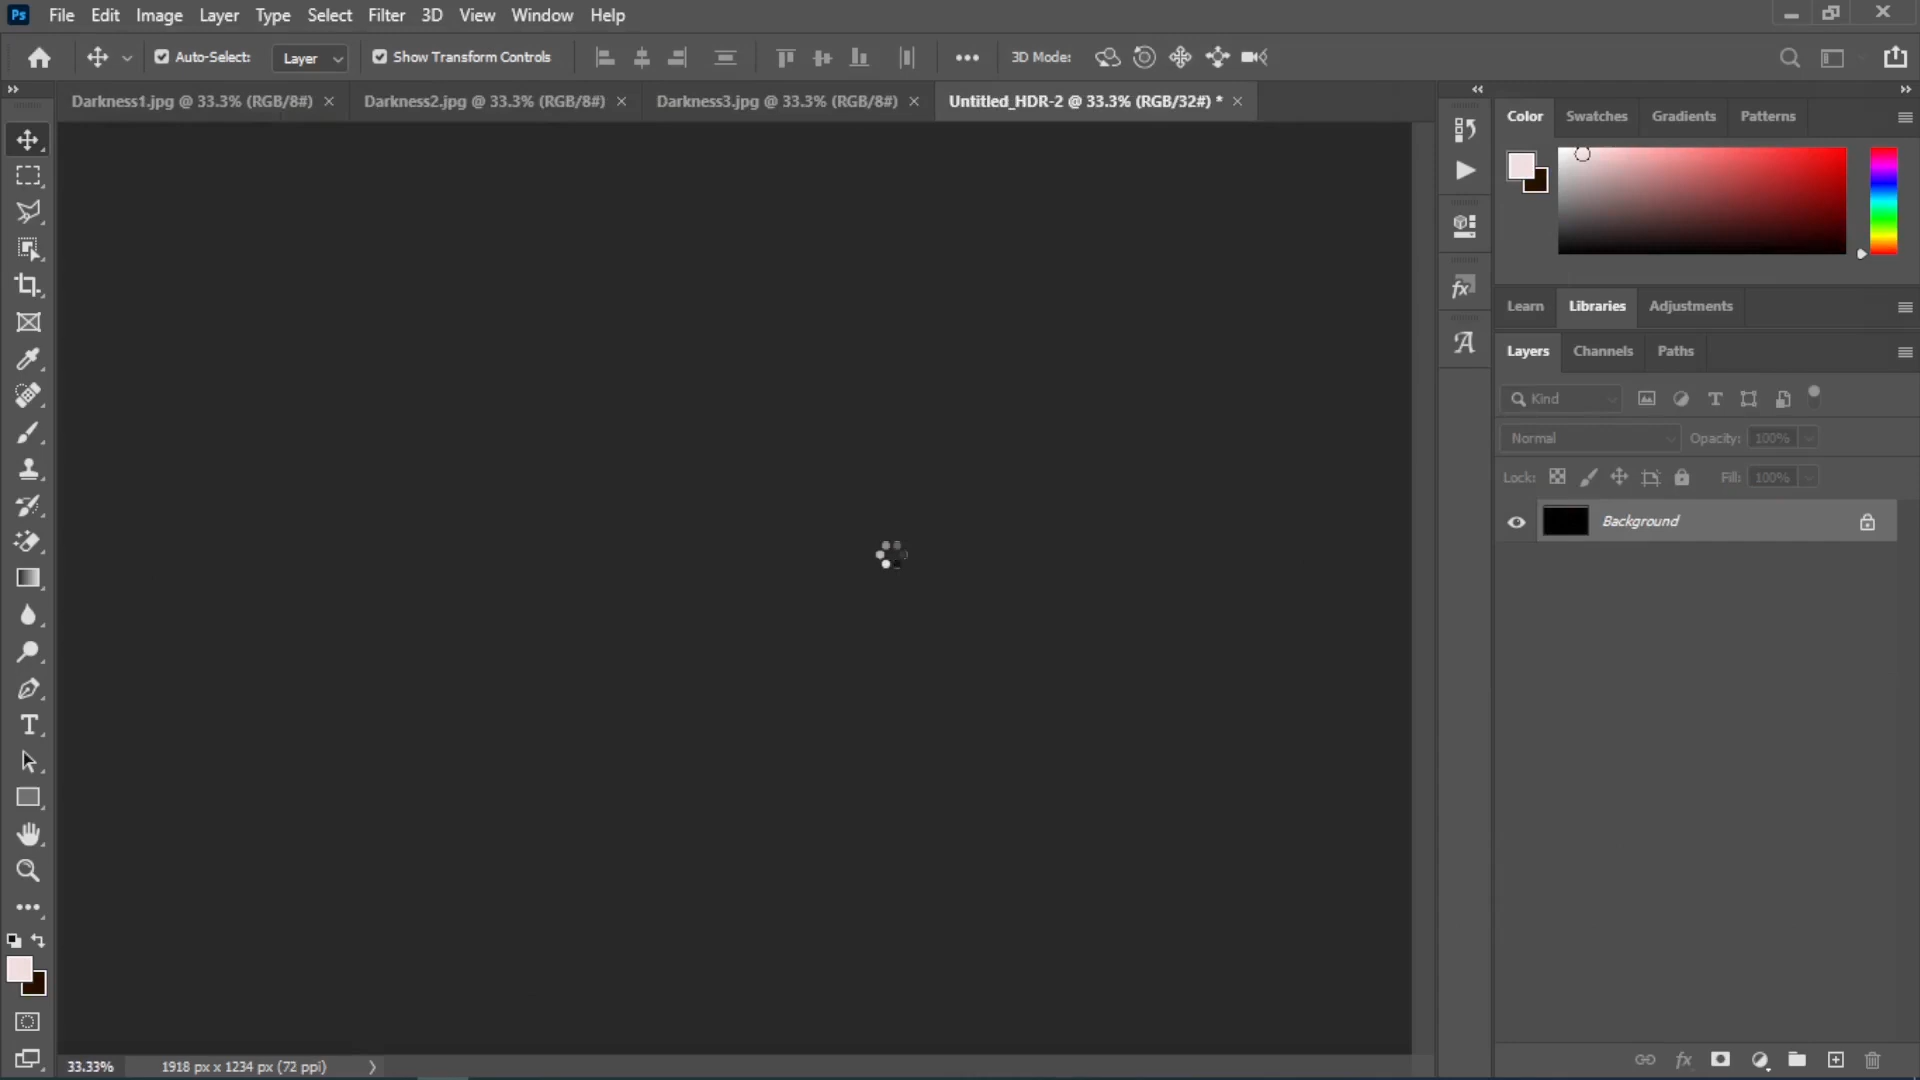 Ps File Edit Image Layer Type Select Filter 3D View Window Help
Auto-Select: Layer Show Transform Controls 3D Mode:
Darkness1.jpg @ 33.3% (RGB/8#) Darkness2.jpg @ 33.3% (RGB/8#) Darkness3.jpg @ 33.3% (RGB/8#) Untitled_HDR-2 @ 33.3% (RGB/32#) *
Color Swatches Gradients Patterns
Learn Libraries Adjustments
Layers Channels Paths
Kind
Normal Opacity: 100%
Lock: Fill: 100%
Background
33.33% 1918 px x 1234 px (72 ppi)